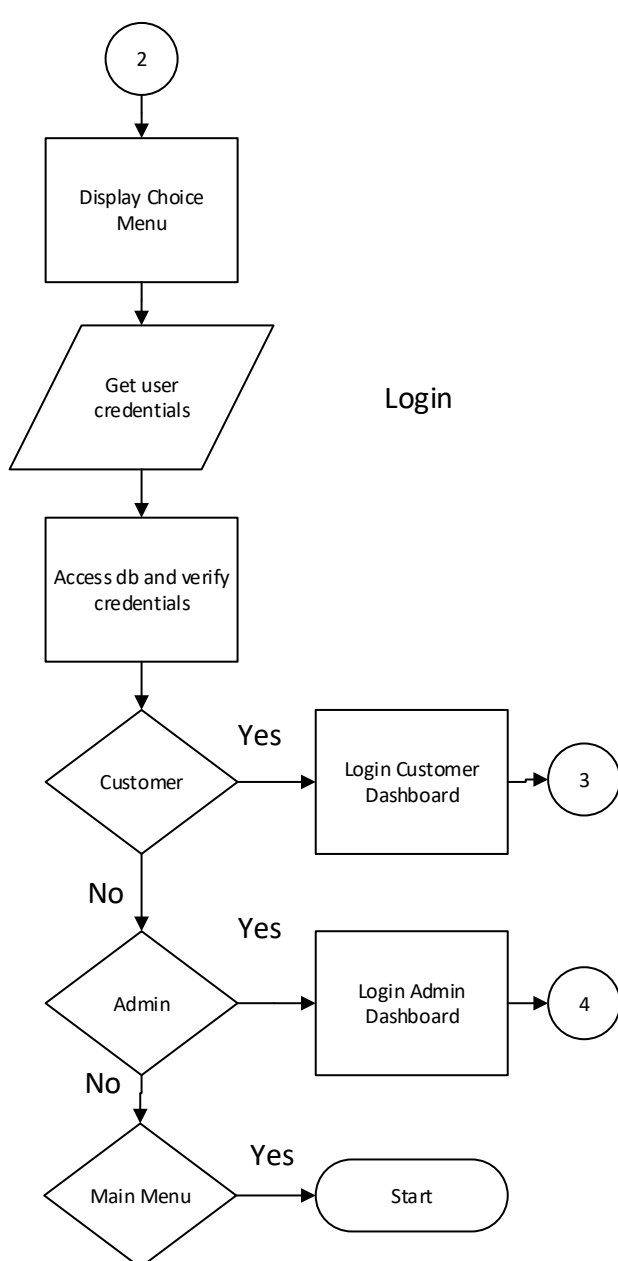 2
Display Choice
Menu
Get user
credentials
Login
Access db and verify
credentials
Customer
Yes
Login Customer
Dashboard
3
No
Admin
Yes
Login Admin
Dashboard
4
No
Main Menu
Yes
Start